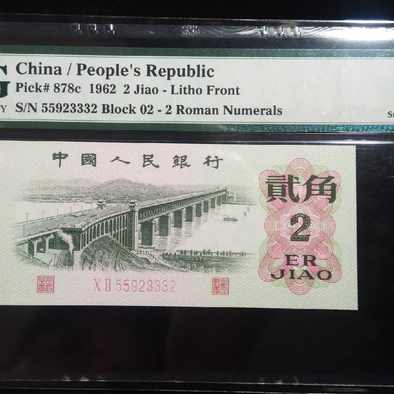 China / People's Republic
Pick# 878c 1962 2 Jiao - Litho Front
S/N 55923332 Block 02 - 2 Roman Numerals
中國人民銀行
貳角
2
ER
JIAO
X II 55923332